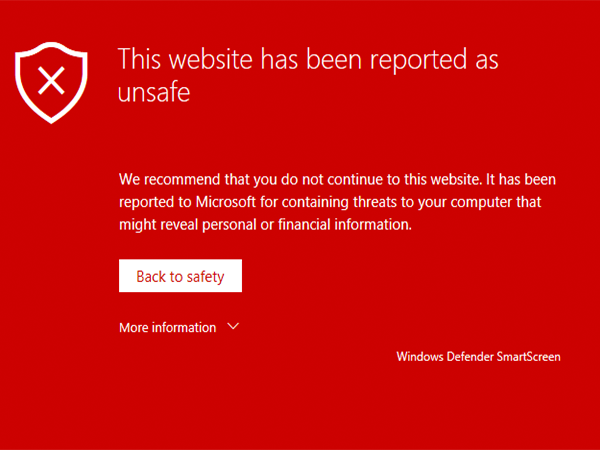 This website has been reported as
unsafe
We recommend that you do not continue to this website. It has been
reported to Microsoft for containing threats to your computer that
might reveal personal or financial information.
Back to safety
More information
Windows Defender SmartScreen